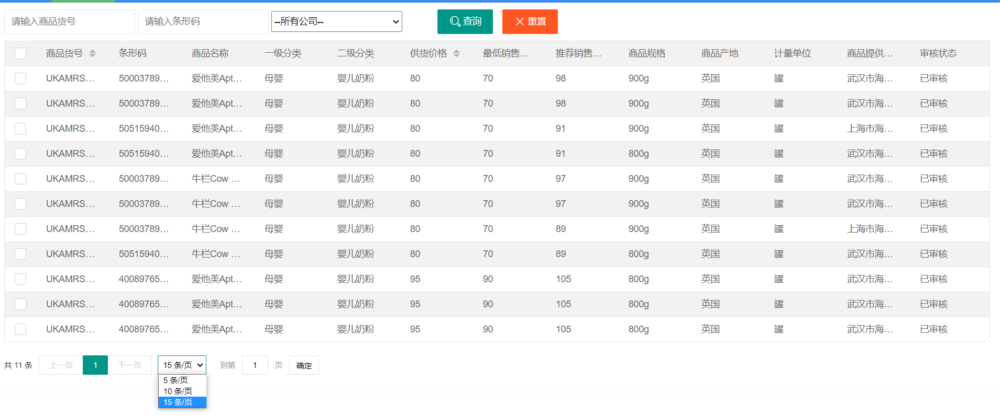 请输入商品货号 请输入条形码 --所有公司-- 查询 重置
商品货号 条形码 商品名称 一级分类 二级分类 供货价格 最低销售... 推荐销售... 商品规格 商品产地 计量单位 商品提供... 审核状态
UKAMRS... 50003789... 爱他美Apt... 母婴 婴儿奶粉 80 70 98 900g 英国 罐 武汉市海... 已审核
UKAMRS... 50003789... 爱他美Apt... 母婴 婴儿奶粉 80 70 98 900g 英国 罐 武汉市海... 已审核
UKAMRS... 50515940... 爱他美Apt... 母婴 婴儿奶粉 80 70 91 900g 英国 罐 上海市海... 已审核
UKAMRS... 50515940... 爱他美Apt... 母婴 婴儿奶粉 80 70 91 800g 英国 罐 武汉市海... 已审核
UKAMRS... 50003789... 牛栏Cow ... 母婴 婴儿奶粉 80 70 97 900g 英国 罐 武汉市海... 已审核
UKAMRS... 50003789... 牛栏Cow ... 母婴 婴儿奶粉 80 70 97 900g 英国 罐 武汉市海... 已审核
UKAMRS... 50003789... 牛栏Cow ... 母婴 婴儿奶粉 80 70 89 900g 英国 罐 上海市海... 已审核
UKAMRS... 50515940... 牛栏Cow ... 母婴 婴儿奶粉 80 70 89 800g 英国 罐 武汉市海... 已审核
UKAMRS... 40089765... 爱他美Apt... 母婴 婴儿奶粉 95 90 105 800g 英国 罐 武汉市海... 已审核
UKAMRS... 40089765... 爱他美Apt... 母婴 婴儿奶粉 95 90 105 800g 英国 罐 武汉市海... 已审核
UKAMRS... 40089765... 爱他美Apt... 母婴 婴儿奶粉 95 90 105 800g 英国 罐 武汉市海... 已审核
共 11 条 上一页 1 下一页 15 条/页 到第 1 页 确定
5 条/页
10 条/页
15 条/页